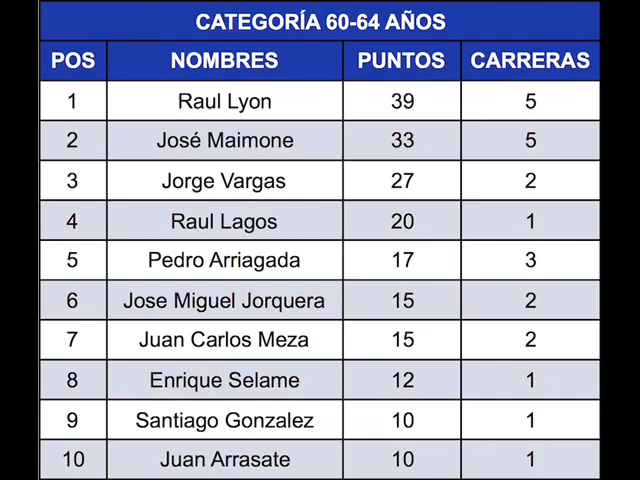 CATEGORÍA 60-64 AÑOS
POS NOMBRES PUNTOS CARRERAS
1 Raul Lyon 39 5
2 José Maimone 33 5
3 Jorge Vargas 27 2
4 Raul Lagos 20 1
5 Pedro Arriagada 17 3
6 Jose Miguel Jorquera 15 2
7 Juan Carlos Meza 15 2
8 Enrique Selame 12 1
9 Santiago Gonzalez 10 1
10 Juan Arrasate 10 1